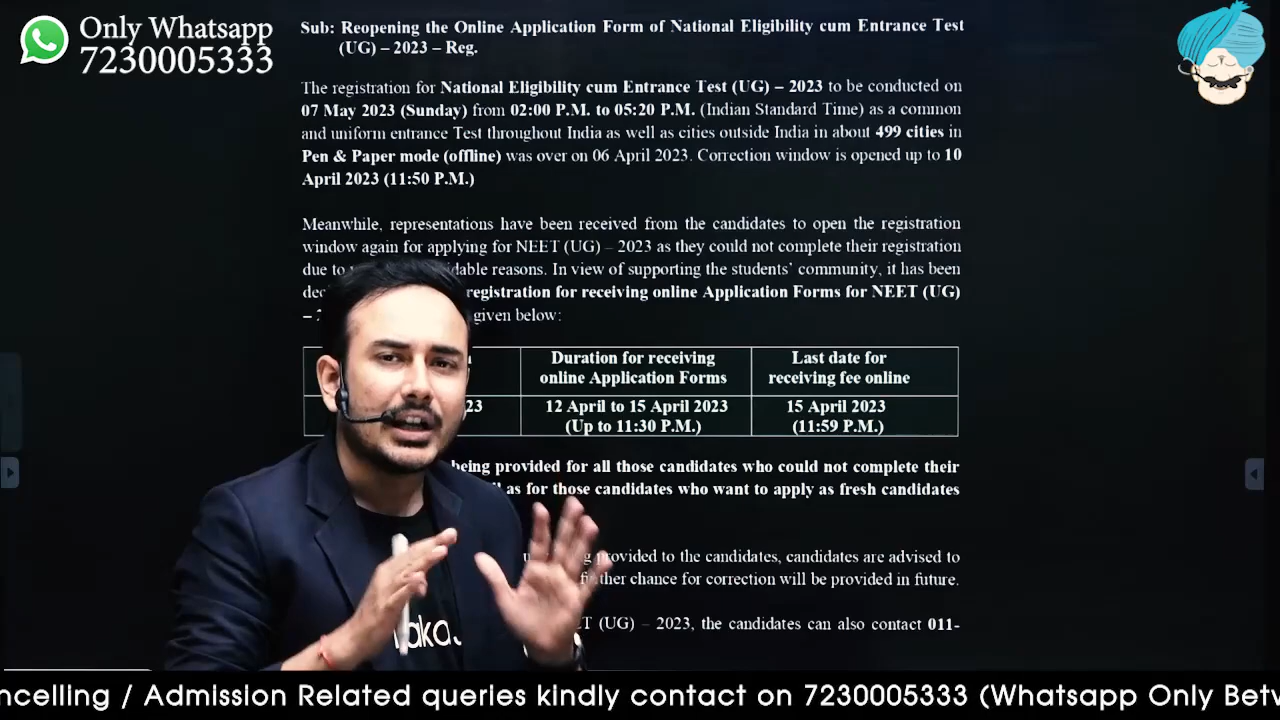 Only Whatsapp
7230005333
Sub: Reopening the Online Application Form of National Eligibility cum Entrance Test
(UG) – 2023 – Reg.
The registration for National Eligibility cum Entrance Test (UG) – 2023 to be conducted on
07 May 2023 (Sunday) from 02:00 P.M. to 05:20 P.M. (Indian Standard Time) as a common
and uniform entrance Test throughout India as well as cities outside India in about 499 cities in
Pen & Paper mode (offline) was over on 06 April 2023. Correction window is opened up to 10
April 2023 (11:50 P.M.)
Meanwhile, representations have been received from the candidates to open the registration
window again for applying for NEET (UG) – 2023 as they could not complete their registration
due to reasons. In view of supporting the students’ community, it has been
registration for receiving online Application Forms for NEET (UG)
– given below:
Duration for receiving
online Application Forms
Last date for
receiving fee online
23
12 April to 15 April 2023
(Up to 11:30 P.M.)
15 April 2023
(11:59 P.M.)
being provided for all those candidates who could not complete their
as for those candidates who want to apply as fresh candidates
provided to the candidates, candidates are advised to
further chance for correction will be provided in future.
(UG) – 2023, the candidates can also contact 011-
ncelling / Admission Related queries kindly contact on 7230005333 (Whatsapp Only Betw